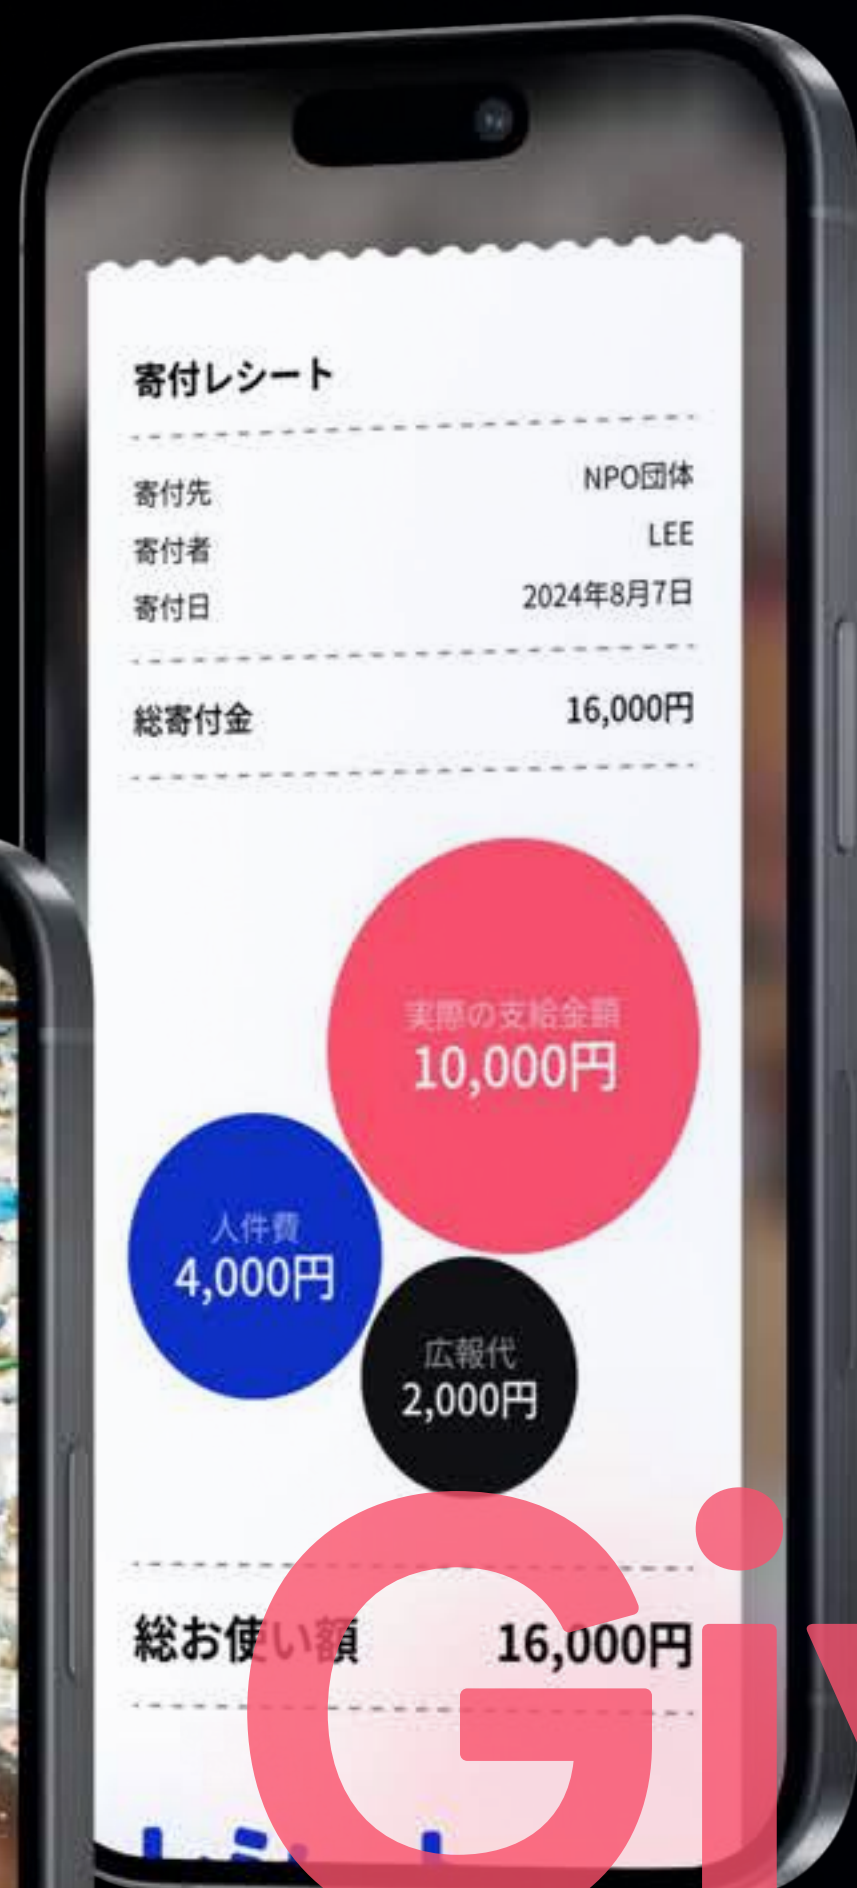 寄付レシート
寄付先 NPO団体
寄付者 LEE
寄付日 2024年8月7日
総寄付金 16,000円
実際の支給金額
10,000円
人件費
4,000円
広報代
2,000円
総お使い額 16,000円
Giv